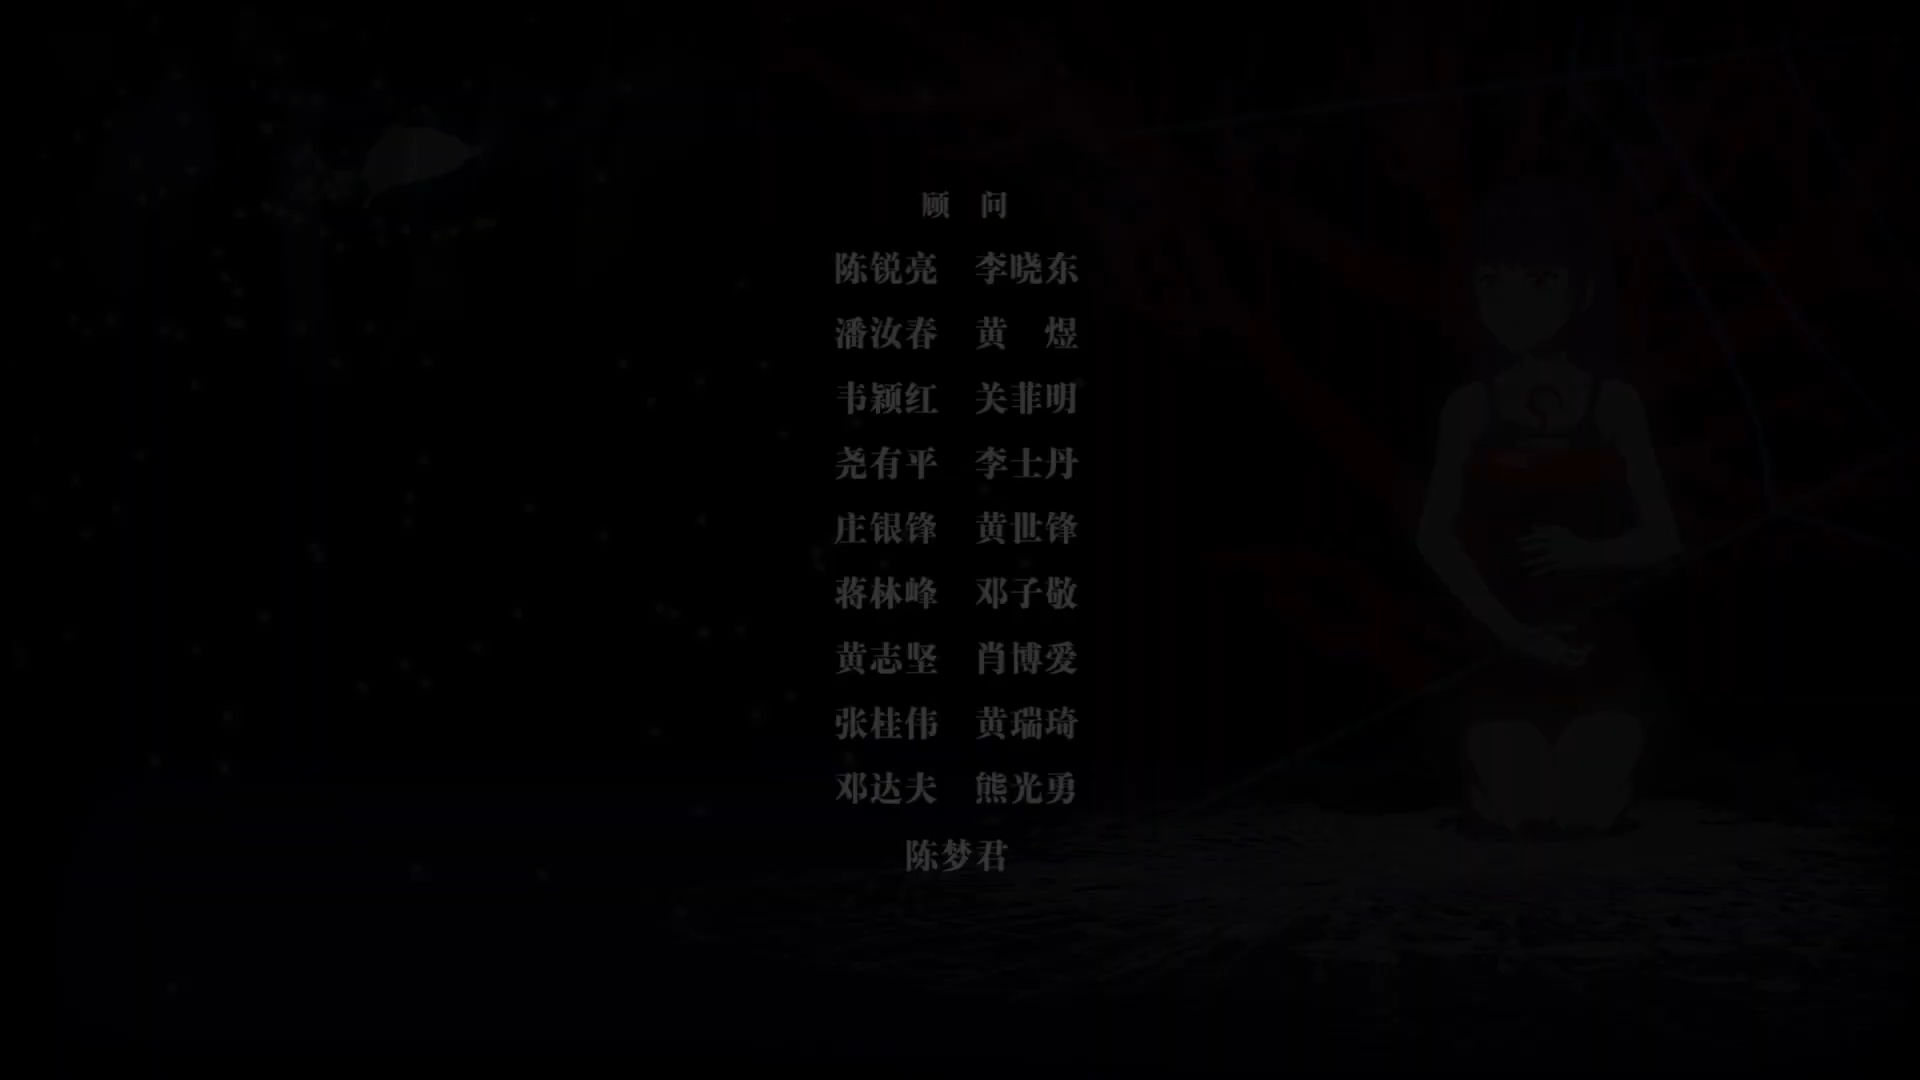 顾　问
陈锐亮　李晓东
潘汝春　黄　煜
韦颖红　关菲明
尧有平　李士丹
庄银锋　黄世锋
蒋林峰　邓子敬
黄志坚　肖博爱
张桂伟　黄瑞琦
邓达夫　熊光勇
陈梦君